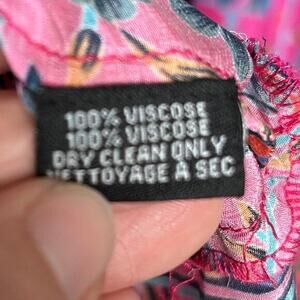 100% VISCOSE
100% VISCOSE
DRY CLEAN ONLY
NETTOYAGE A SEC